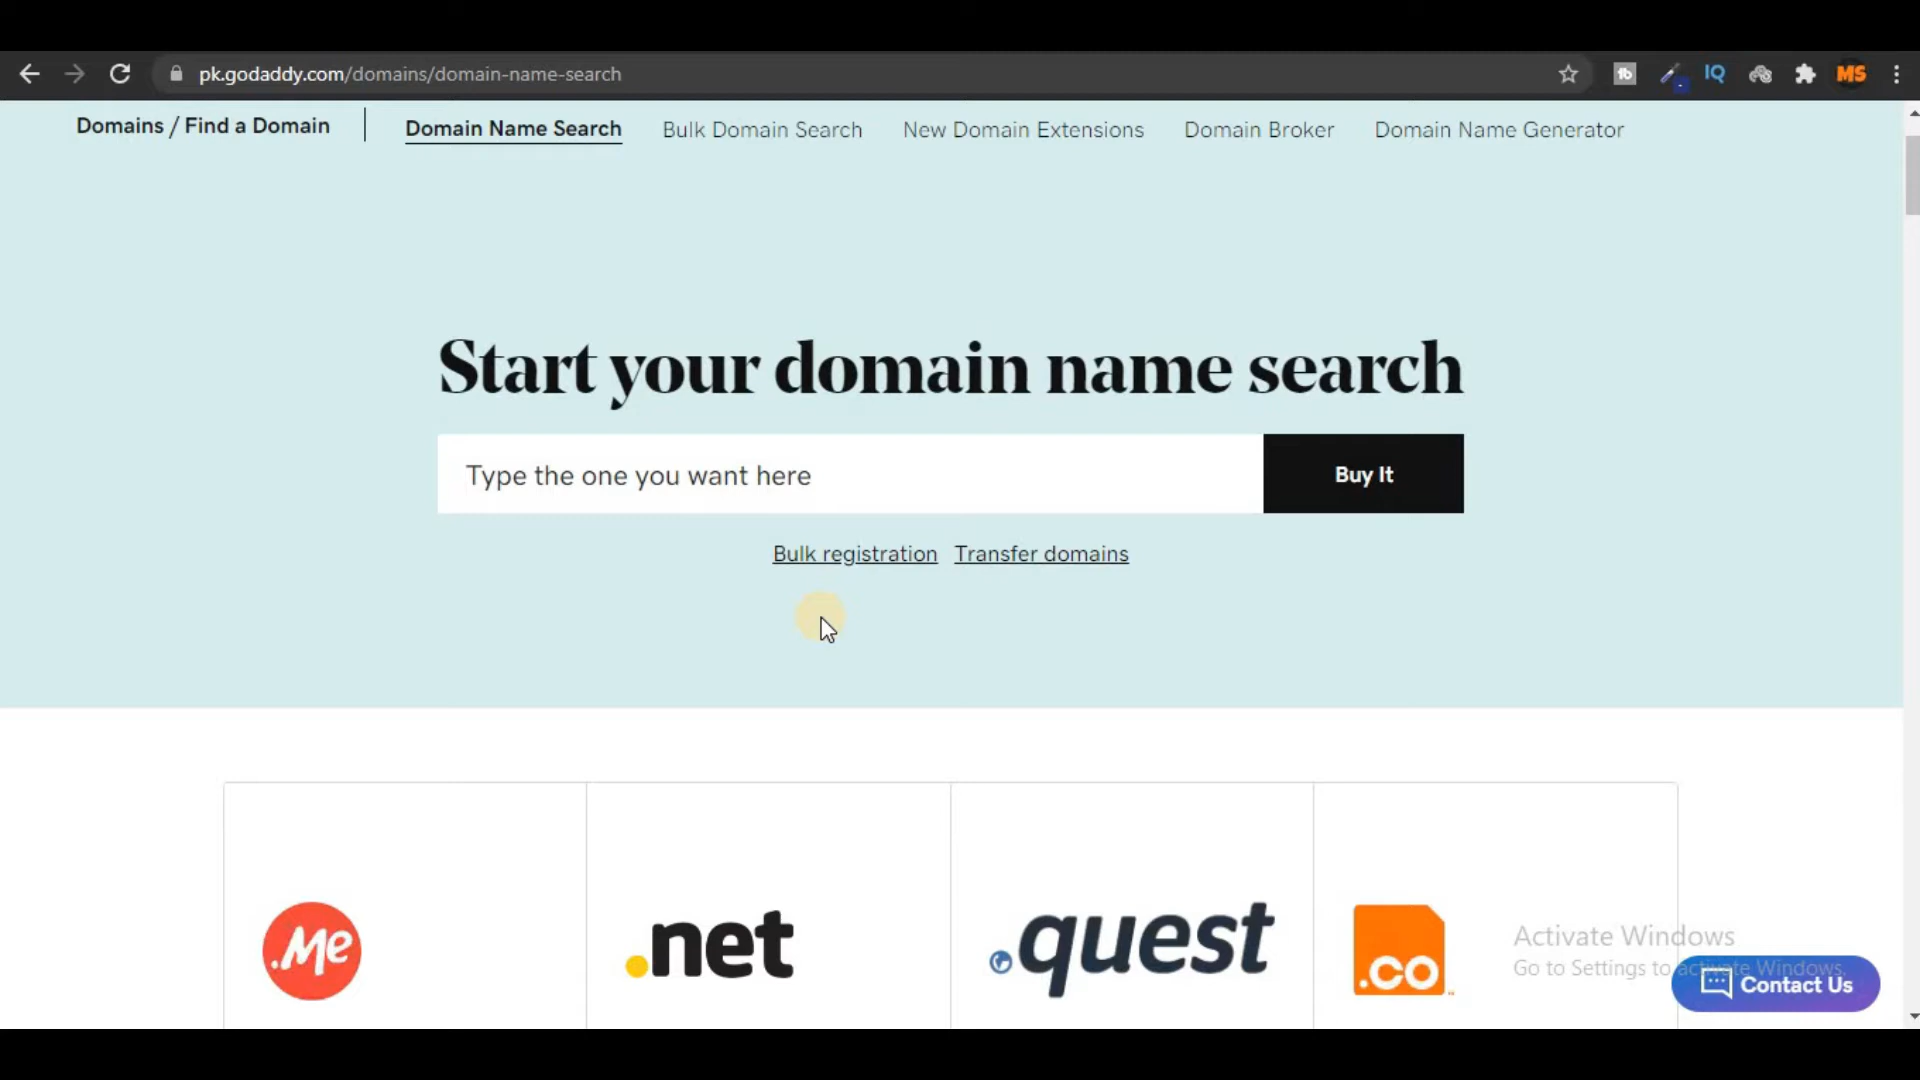 pk.godaddy.com/domains/domain-name-search
IQ
MS
Domains / Find a Domain
Domain Name Search
Bulk Domain Search
New Domain Extensions
Domain Broker
Domain Name Generator
Start your domain name search
Type the one you want here
Buy It
Bulk registration Transfer domains
.Me
.net
.quest
.co
Activate Windows
Go to Settings to activate Windows.
Contact Us